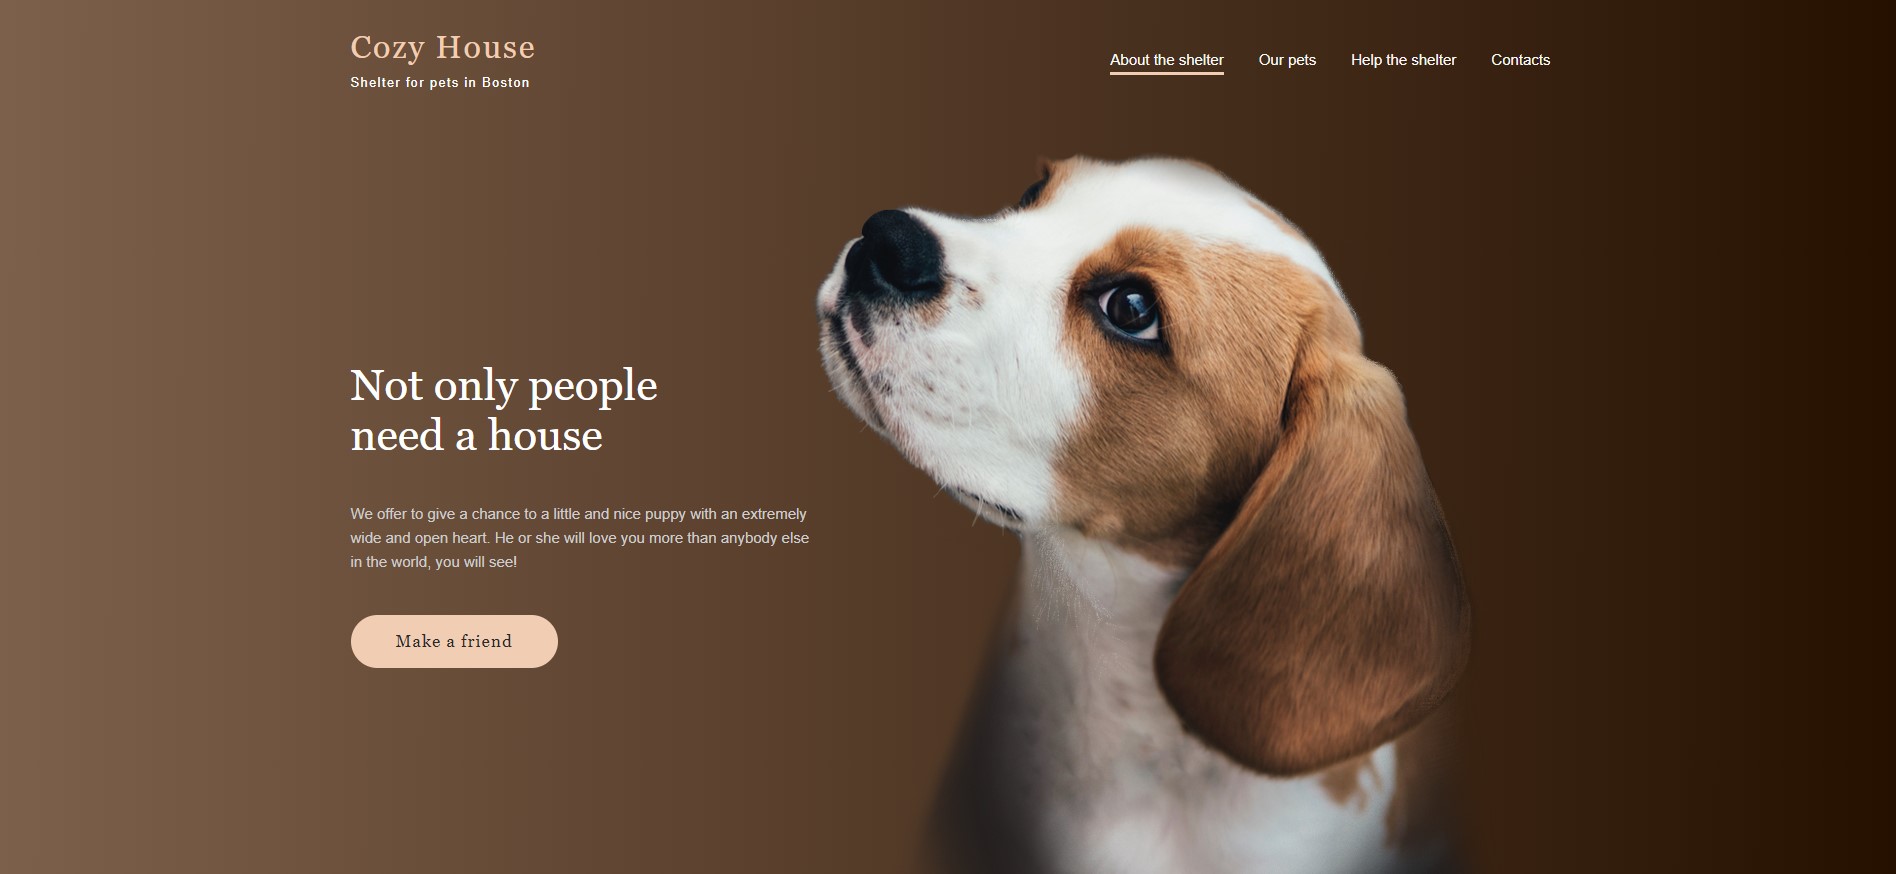 Cozy House
Shelter for pets in Boston
About the shelter
Our pets
Help the shelter
Contacts
Not only people
need a house
We offer to give a chance to a little and nice puppy with an extremely
wide and open heart. He or she will love you more than anybody else
in the world, you will see!
Make a friend